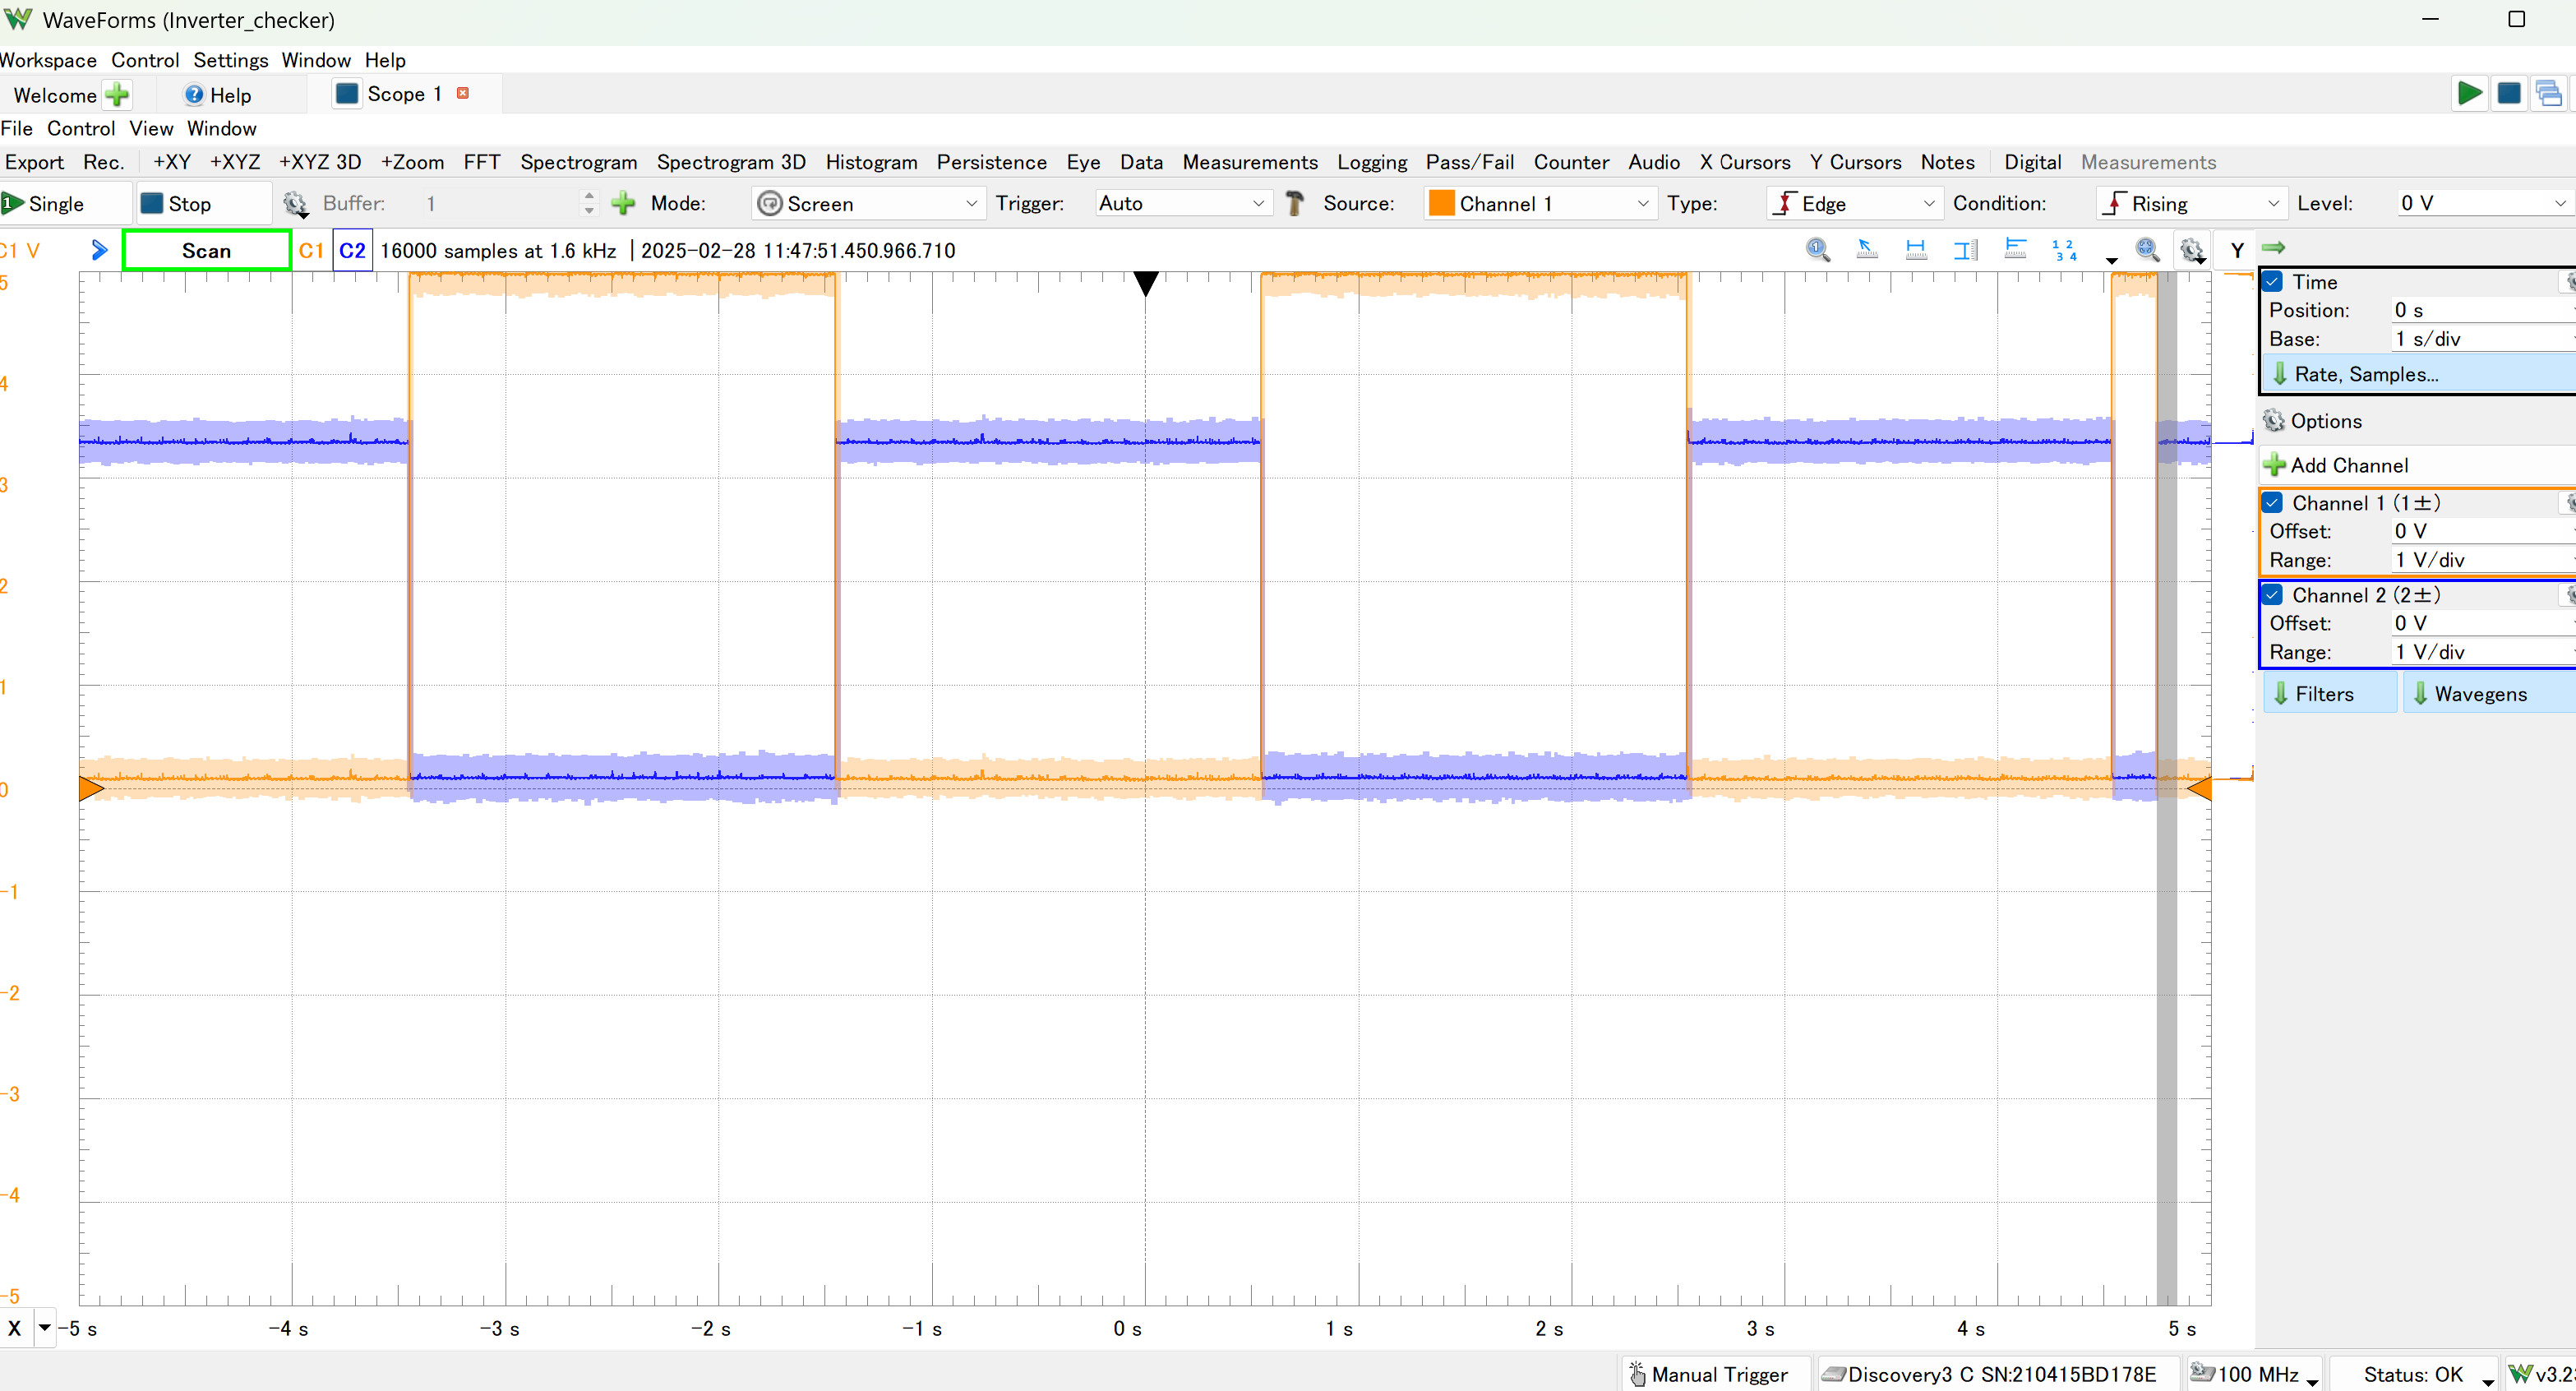 WaveForms (Inverter_checker)
Workspace Control Settings Window Help
Welcome Help Scope 1
File Control View Window
Export Rec. +XY +XYZ +XYZ 3D +Zoom FFT Spectrogram Spectrogram 3D Histogram Persistence Eye Data Measurements Logging Pass/Fail Counter Audio X Cursors Y Cursors Notes Digital Measurements
1 Single Stop Buffer: 1 Mode: Screen Trigger: Auto Source: Channel 1 Type: Edge Condition: Rising Level: 0 V
C1 V Scan C1 C2 16000 samples at 1.6 kHz | 2025-02-28 11:47:51.450.966.710 Y
Time
Position: 0 s
Base: 1 s/div
Rate, Samples...
Options
Add Channel
Channel 1 (1±)
Offset: 0 V
Range: 1 V/div
Channel 2 (2±)
Offset: 0 V
Range: 1 V/div
Filters Wavegens
5
4
3
2
1
0
-1
-2
-3
-4
-5
X -5 s -4 s -3 s -2 s -1 s 0 s 1 s 2 s 3 s 4 s 5 s
Manual Trigger Discovery3 C SN:210415BD178E 100 MHz Status: OK v3.2